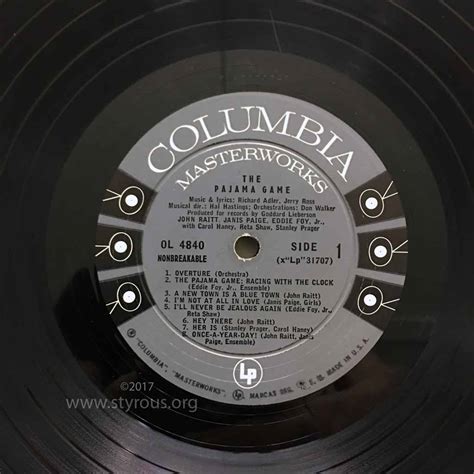 COLUMBIA
MASTERWORKS
THE
PAJAMA GAME
Music & lyrics: Richard Adler, Jerry Ross
Musical dir.: Hal Hastings; Orchestrations: Don Walker
Produced for records by Goddard Lieberson
JOHN RAITT, JANIS PAIGE, EDDIE FOY, Jr.,
with Carol Haney, Reta Shaw, Stanley Prager
OL 4840
SIDE 1
NONBREAKABLE
(x"Lp"31707)
1. OVERTURE (Orchestra)
2. THE PAJAMA GAME; RACING WITH THE CLOCK
(Eddie Foy, Jr., Ensemble)
3. A NEW TOWN IS A BLUE TOWN (John Raitt)
4. I'M NOT AT ALL IN LOVE (Janis Paige, Girls)
5. I'LL NEVER BE JEALOUS AGAIN (Eddie Foy, Jr.,
Reta Shaw)
6. HEY THERE (John Raitt)
7. HER IS (Stanley Prager, Carol Haney)
8. ONCE-A-YEAR-DAY! (John Raitt, Janis
Paige, Ensemble)
Lp
® "COLUMBIA", "MASTERWORKS", MARCAS REG. MADE IN U. S. A.
©2017
www.styrous.org